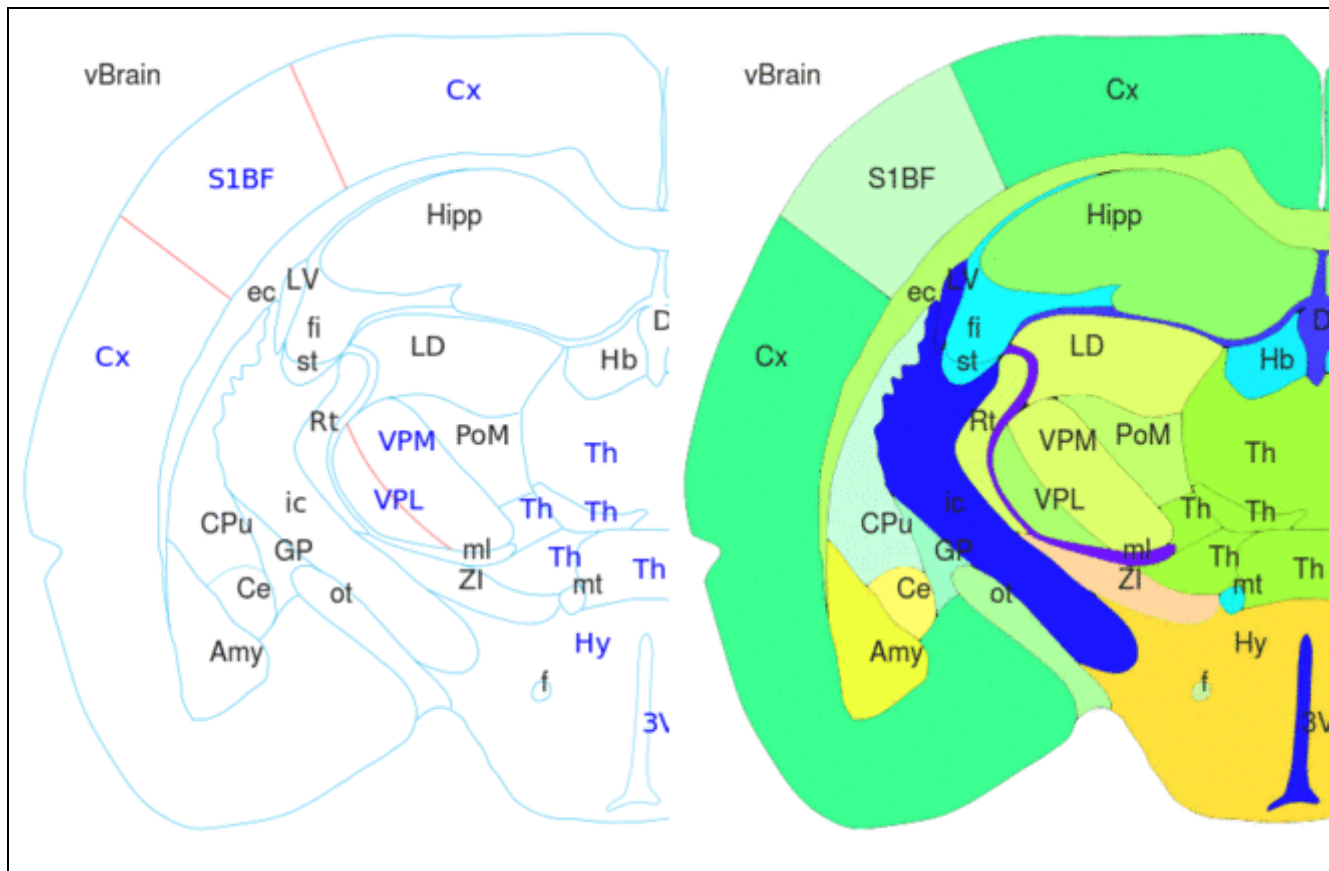 vBrain
Cx
S1BF
Hipp
LV
ec
fi
D
LD
Cx
st
Hb
Rt
VPM
PoM
Th
ic
VPL
Th
Th
CPu
GP
ml
Th
Th
ZI
Ce
ot
mt
Hy
Amy
f
3V
vBrain
Cx
S1BF
Hipp
LV
ec
fi
D
LD
Cx
st
Hb
Rt
VPM
PoM
Th
ic
VPL
Th
Th
CPu
GP
ml
Th
Th
ZI
Ce
ot
mt
Hy
Amy
f
3V